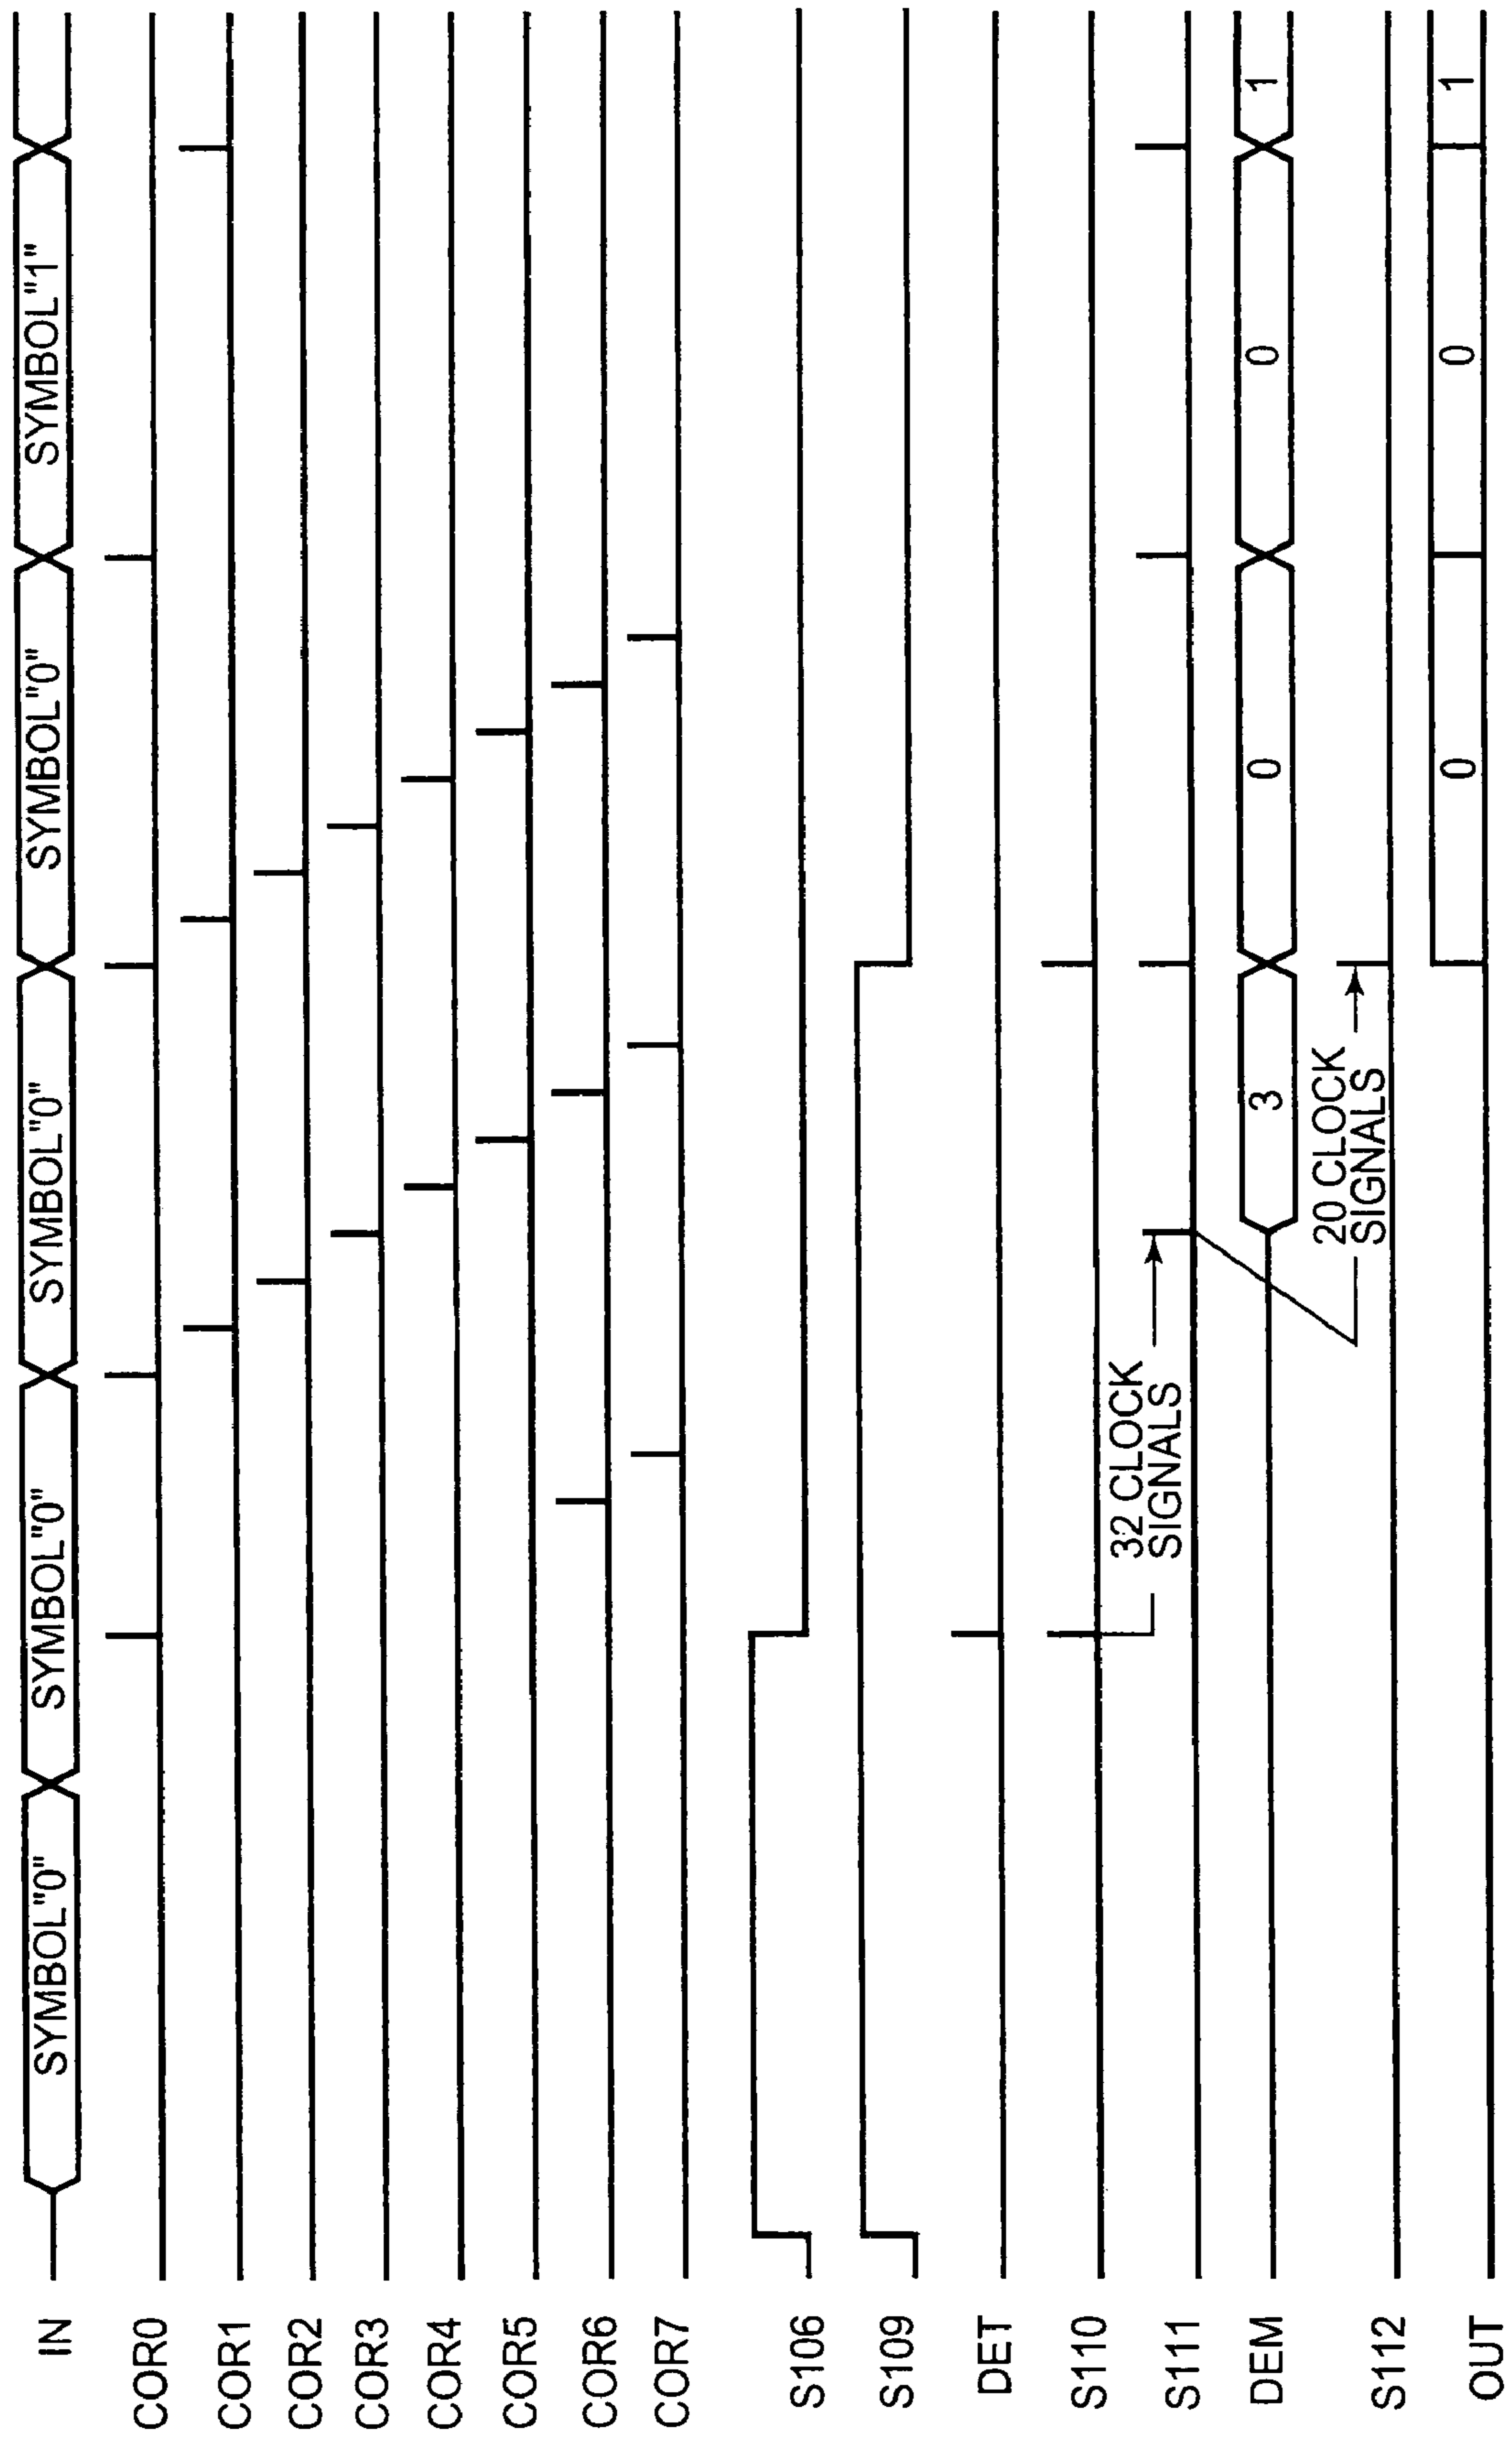 IN
SYMBOL"0"
SYMBOL"0"
SYMBOL"0"
SYMBOL"0"
SYMBOL"1"
COR0
COR1
COR2
COR3
COR4
COR5
COR6
COR7
S106
S109
DET
S110
32 CLOCK
SIGNALS
S111
DEM
3
0
0
1
20 CLOCK
SIGNALS
S112
OUT
0
0
1